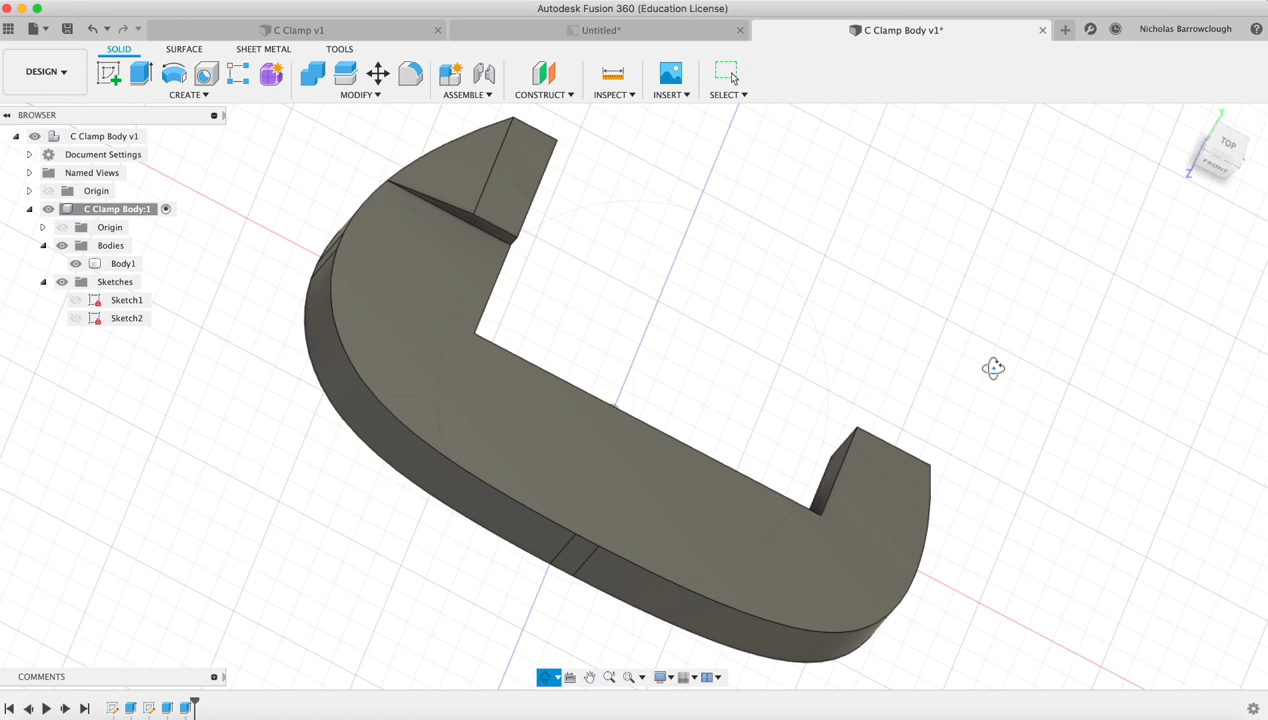 Autodesk Fusion 360 (Education License)
C Clamp v1
Untitled*
C Clamp Body v1*
Nicholas Barrowclough
DESIGN
SOLID
SURFACE
SHEET METAL
TOOLS
CREATE
MODIFY
ASSEMBLE
CONSTRUCT
INSPECT
INSERT
SELECT
BROWSER
C Clamp Body v1
Document Settings
Named Views
Origin
C Clamp Body:1
Origin
Bodies
Body1
Sketches
Sketch1
Sketch2
Y
TOP
FRONT
Z
COMMENTS